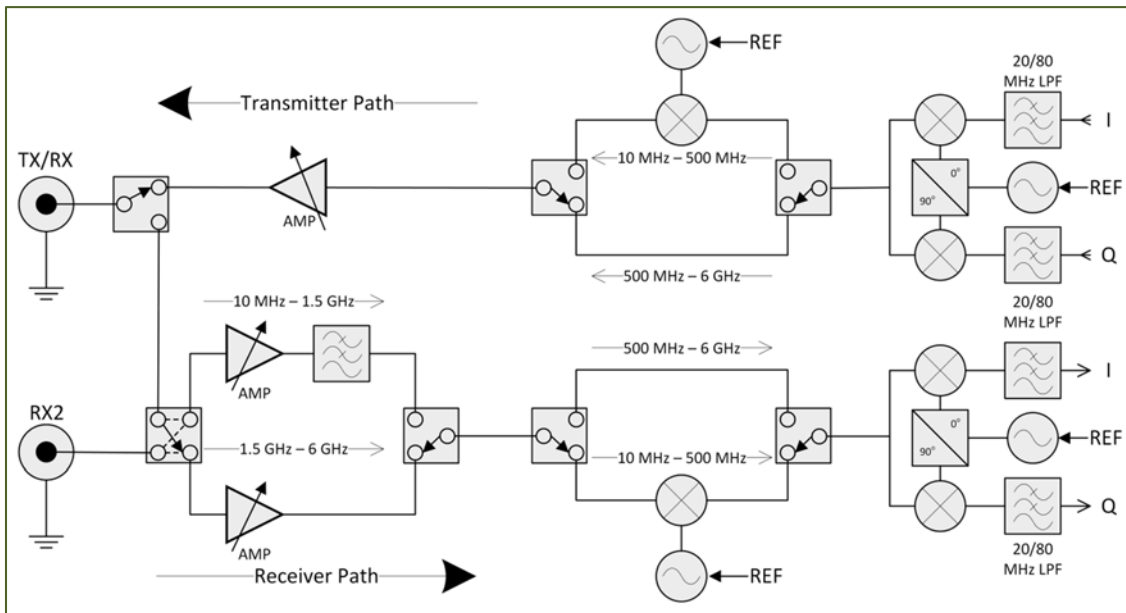 REF
20/80
MHz LPF
Transmitter Path
I
TX/RX
10 MHz – 500 MHz
0°
REF
90°
AMP
Q
500 MHz – 6 GHz
10 MHz – 1.5 GHz
20/80
MHz LPF
500 MHz – 6 GHz
I
AMP
RX2
0°
REF
1.5 GHz – 6 GHz
10 MHz – 500 MHz
90°
Q
AMP
20/80
MHz LPF
Receiver Path
REF